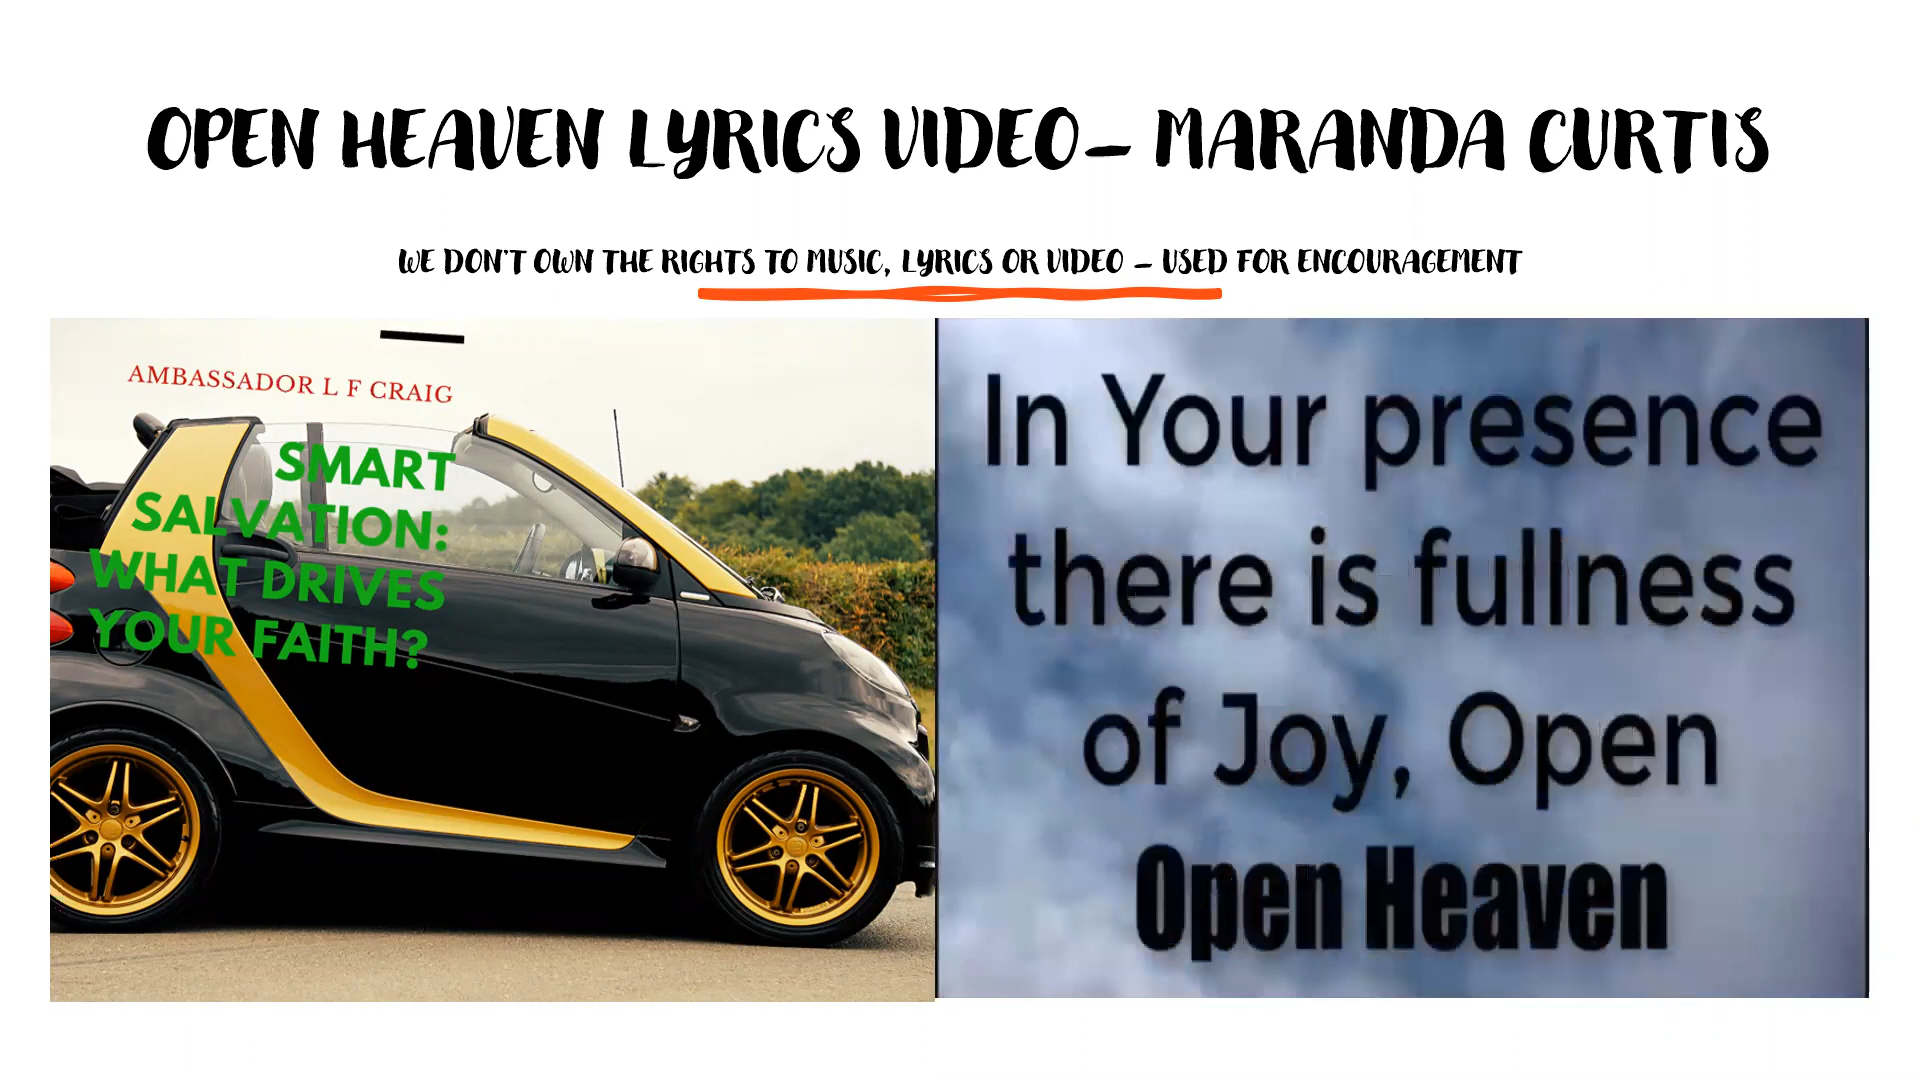 OPEN HEAVEN LYRICS VIDEO– MARANDA CURTIS
WE DON'T OWN THE RIGHTS TO MUSIC, LYRICS OR VIDEO – USED FOR ENCOURAGEMENT
AMBASSADOR L F CRAIG
SMART
SALVATION:
WHAT DRIVES
YOUR FAITH?
In Your presence
there is fullness
of Joy, Open
Open Heaven